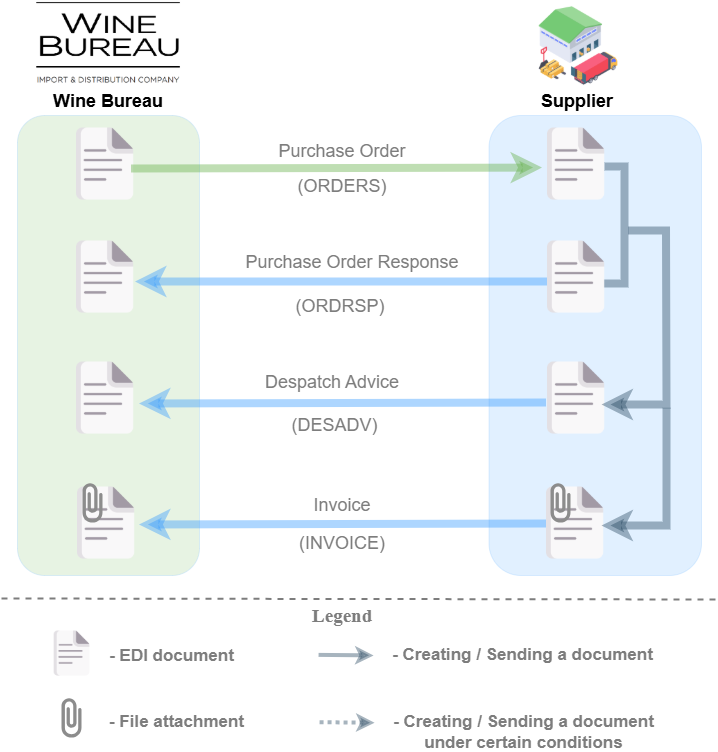 WINE
BUREAU
IMPORT & DISTRIBUTION COMPANY
Wine Bureau
Supplier
Purchase Order
(ORDERS)
Purchase Order Response
(ORDRSP)
Despatch Advice
(DESADV)
Invoice
(INVOICE)
Legend
- EDI document
- Creating / Sending a document
- File attachment
- Creating / Sending a document
under certain conditions